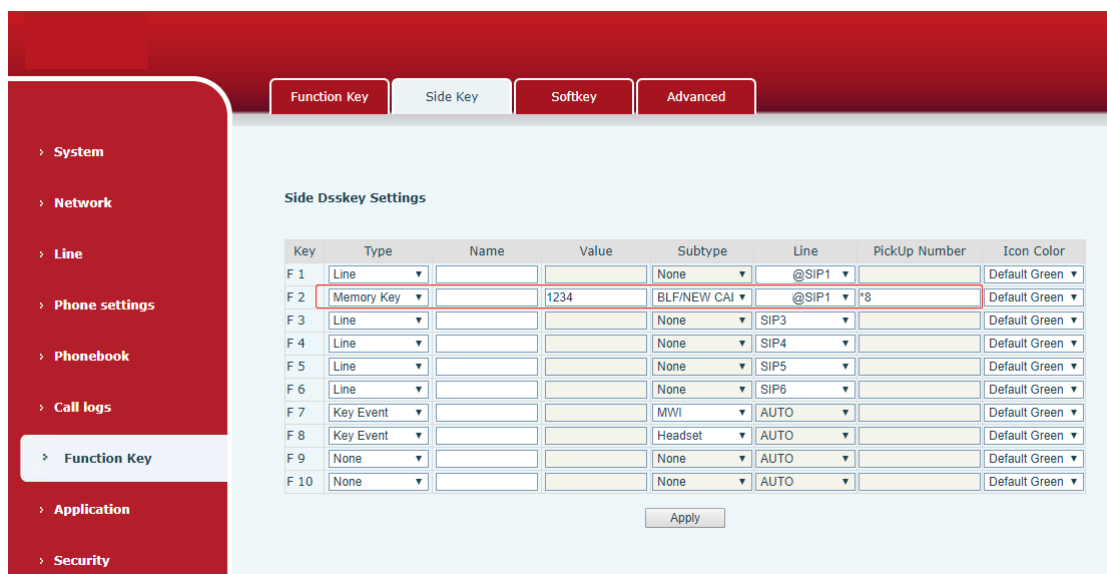 Function Key Side Key Softkey Advanced
System
Network
Line
Phone settings
Phonebook
Call logs
Function Key
Application
Security
Side Dsskey Settings
Key Type Name Value Subtype Line PickUp Number Icon Color
F 1 Line None @SIP1 Default Green
F 2 Memory Key 1234 BLF/NEW CAI @SIP1 *8 Default Green
F 3 Line None SIP3 Default Green
F 4 Line None SIP4 Default Green
F 5 Line None SIP5 Default Green
F 6 Line None SIP6 Default Green
F 7 Key Event MWI AUTO Default Green
F 8 Key Event Headset AUTO Default Green
F 9 None None AUTO Default Green
F 10 None None AUTO Default Green
Apply